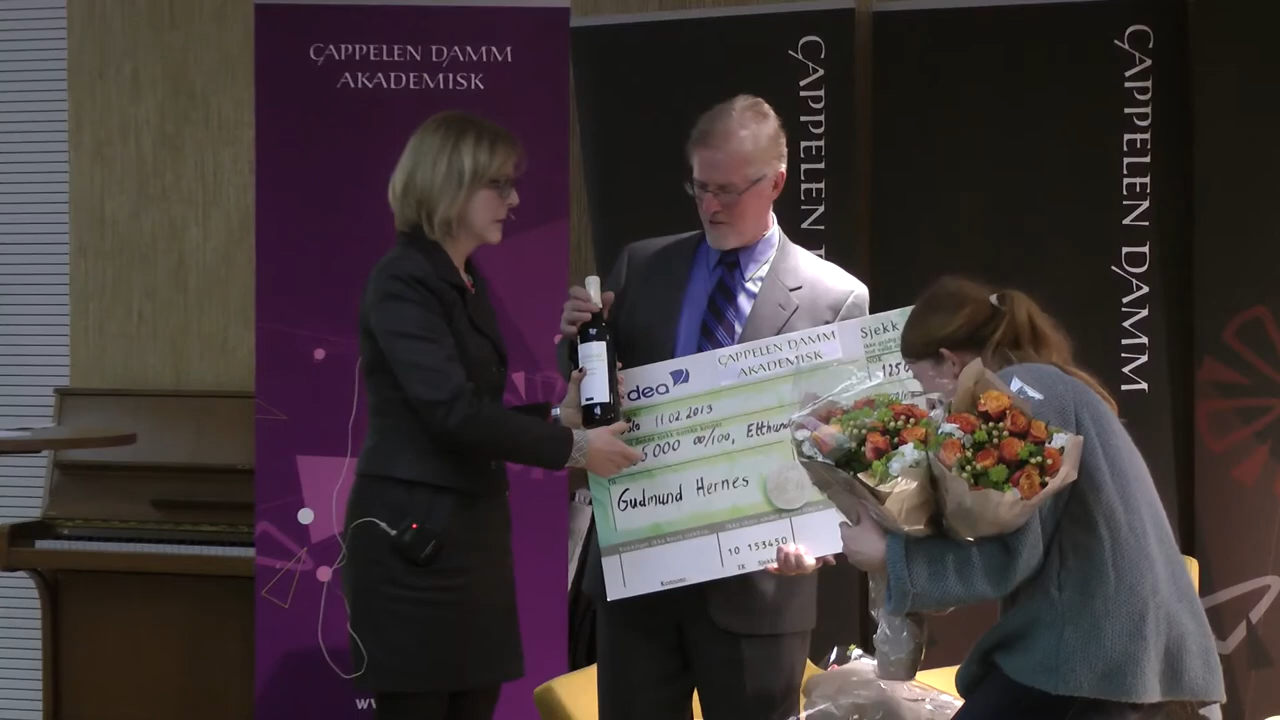 CAPPELEN DAMM
AKADEMISK
CAPPELEN
CAPPELEN DAMM
dea
CAPPELEN DAMM
AKADEMISK
Sjekk
11.02.2013
5000 00/100, Etthund
Gudmund Hernes
10 153450
Kontonr.